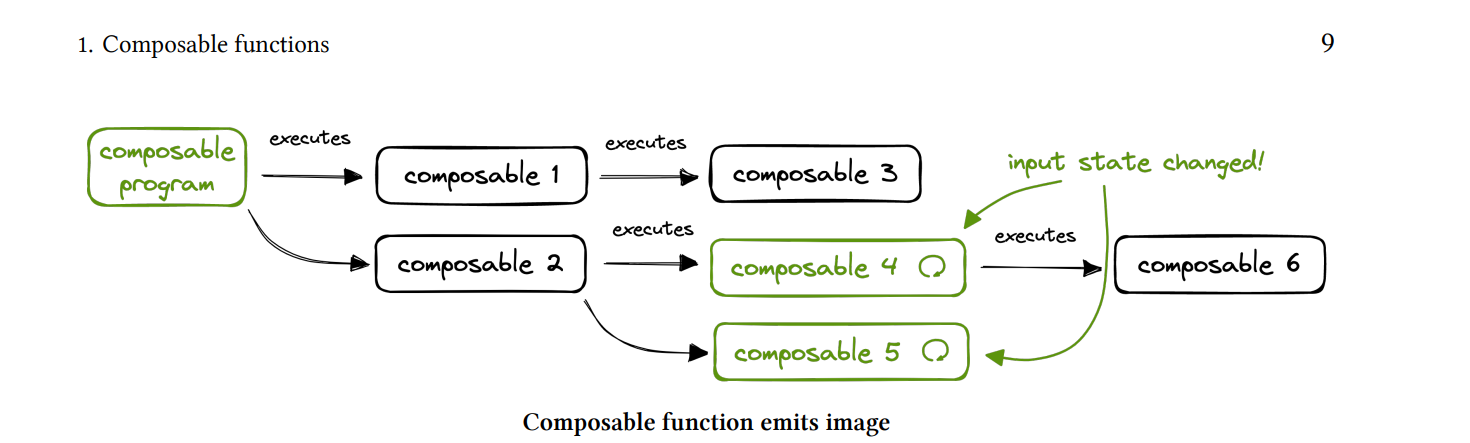 1. Composable functions 9
composable
program
executes
composable 1
executes
composable 3
input state changed!
composable 2
executes
composable 4
executes
composable 6
composable 5
Composable function emits image